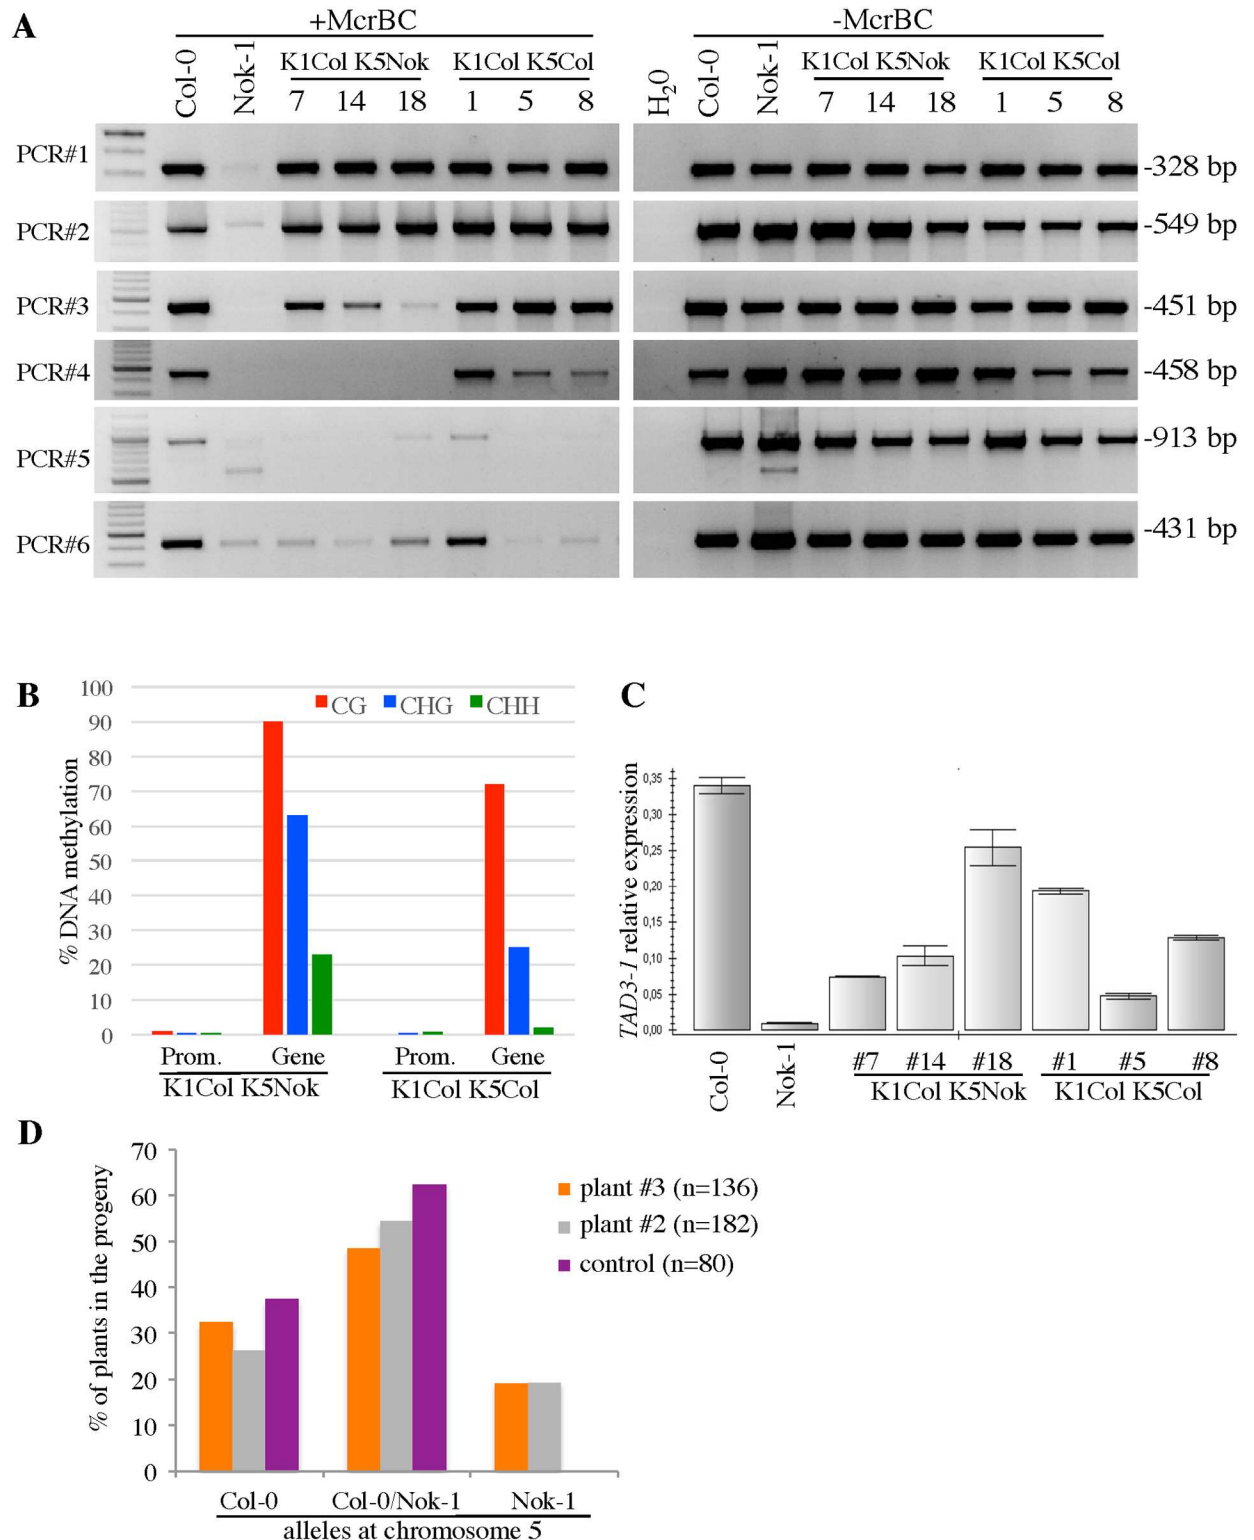 A
+McrBC
-McrBC
Col-0
Nok-1
K1Col K5Nok
K1Col K5Col
7 14 18 1 5 8
H20
Col-0
Nok-1
K1Col K5Nok
K1Col K5Col
7 14 18 1 5 8
PCR#1
-328 bp
PCR#2
-549 bp
PCR#3
-451 bp
PCR#4
-458 bp
PCR#5
-913 bp
PCR#6
-431 bp
B
% DNA methylation
100
90
80
70
60
50
40
30
20
10
0
CG CHG CHH
Prom. Gene Prom. Gene
K1Col K5Nok K1Col K5Col
C
TAD3-1 relative expression
0,35
0,30
0,25
0,20
0,15
0,10
0,05
0,00
Col-0
Nok-1
#7 #14 #18 #1 #5 #8
K1Col K5Nok K1Col K5Col
D
% of plants in the progeny
70
60
50
40
30
20
10
0
plant #3 (n=136)
plant #2 (n=182)
control (n=80)
Col-0 Col-0/Nok-1 Nok-1
alleles at chromosome 5